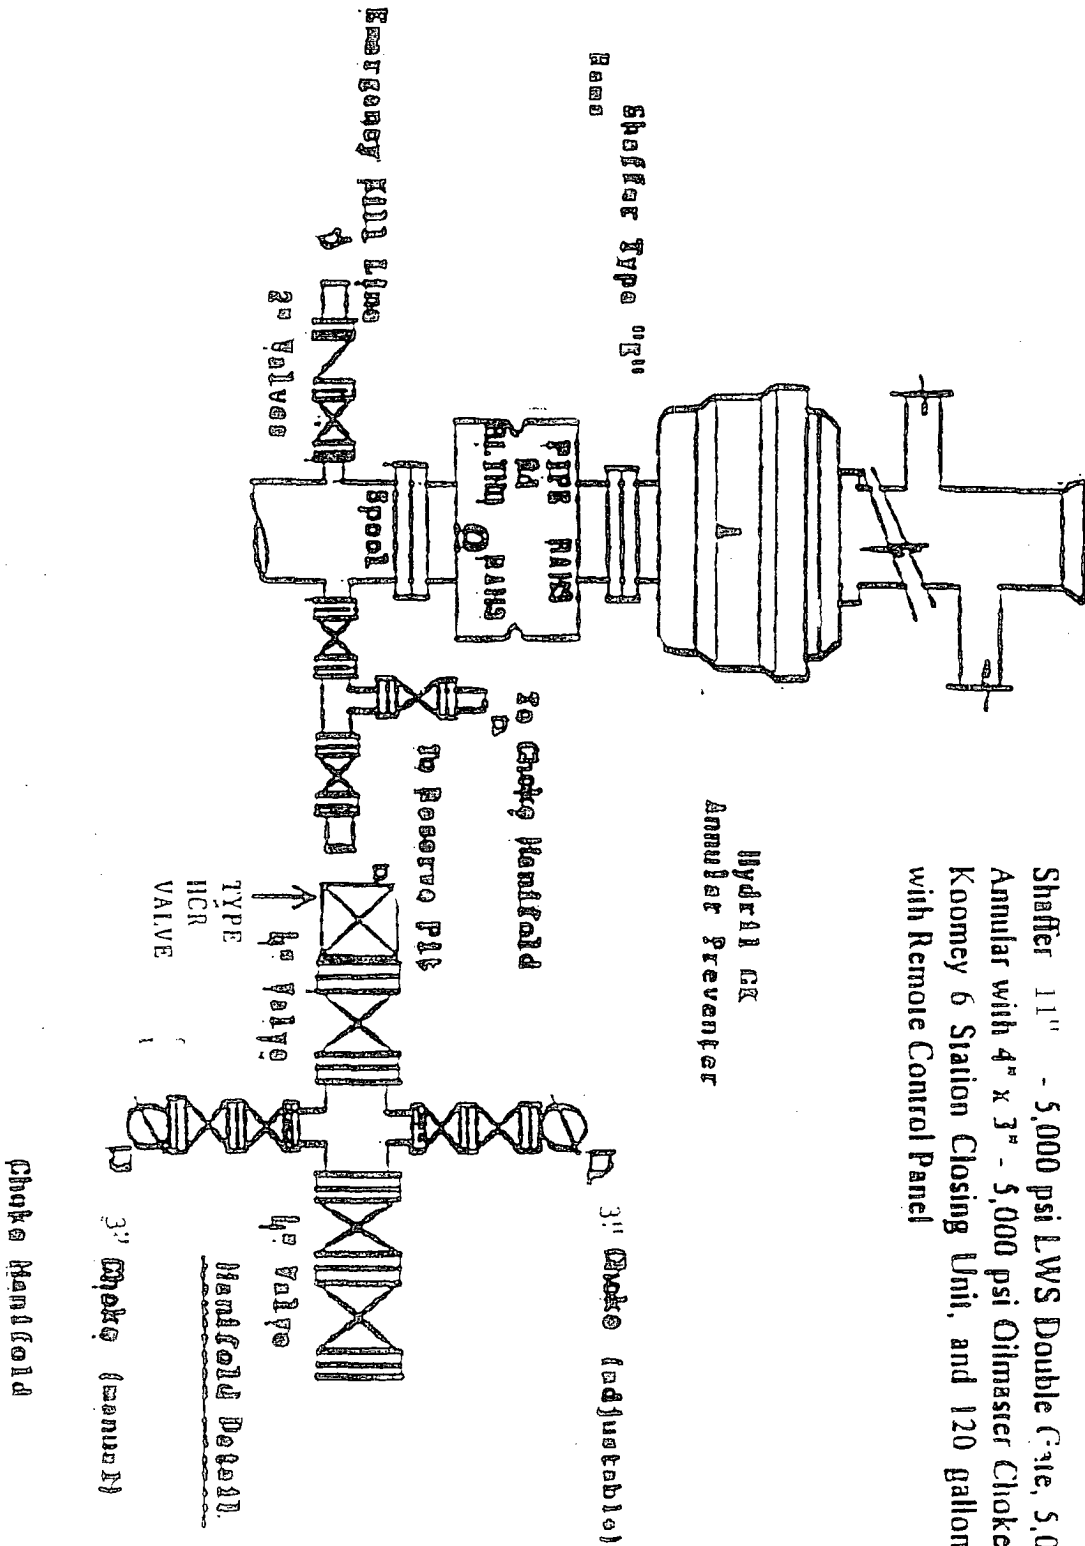 Shaffer 11" - 5,000 psi LWS Double Gate, 5,0
Annular with 4" x 3" - 5,000 psi Oilmaster Choke
Koomey 6 Station Closing Unit, and 120 gallon
with Remote Control Panel
Hydril GK
Annular Preventer
Shaffer Type "E"
Rams
A
PIPE RAMS
BLIND RAMS
Spool
Emergency Kill Line
2" Valves
To Choke Manifold
To Reserve Pit
TYPE
HCR
VALVE
4" Valve
3" Choke (adjustable)
4" Valve
Manifold Detail
3" Choke (manual)
Choke Manifold